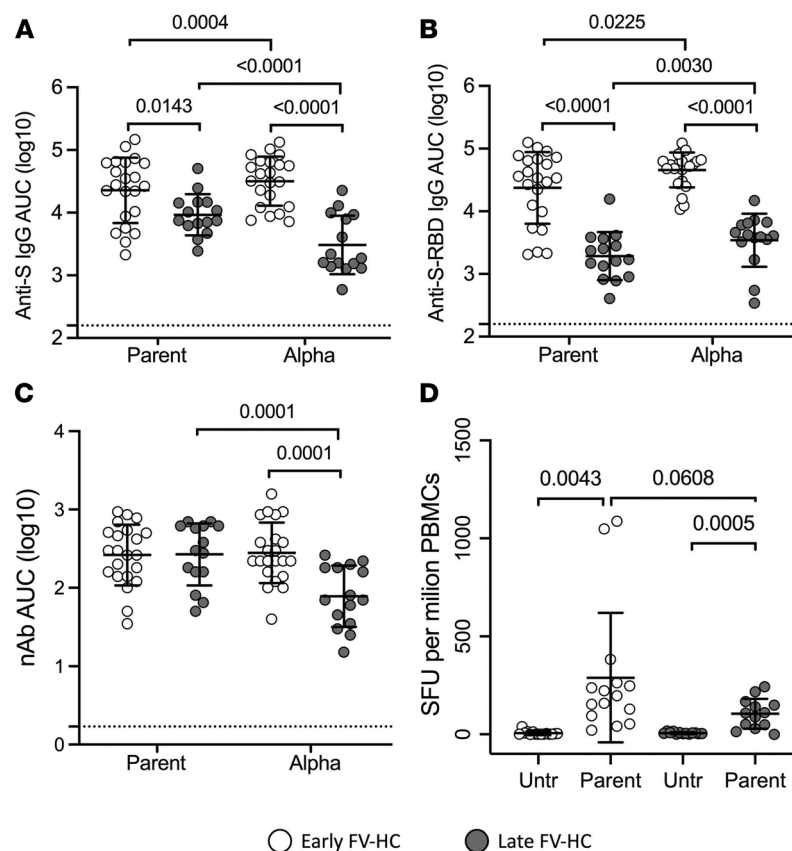 A
0.0004
<0.0001
0.0143
<0.0001
6
5
4
3
2
Anti-S IgG AUC (log10)
Parent
Alpha
B
0.0225
0.0030
<0.0001
<0.0001
6
5
4
3
2
Anti-S-RBD IgG AUC (log10)
Parent
Alpha
C
0.0001
0.0001
4
3
2
1
0
nAb AUC (log10)
Parent
Alpha
D
1500
1000
500
0
SFU per milion PBMCs
0.0043
0.0608
0.0005
Untr
Parent
Untr
Parent
Early FV-HC
Late FV-HC